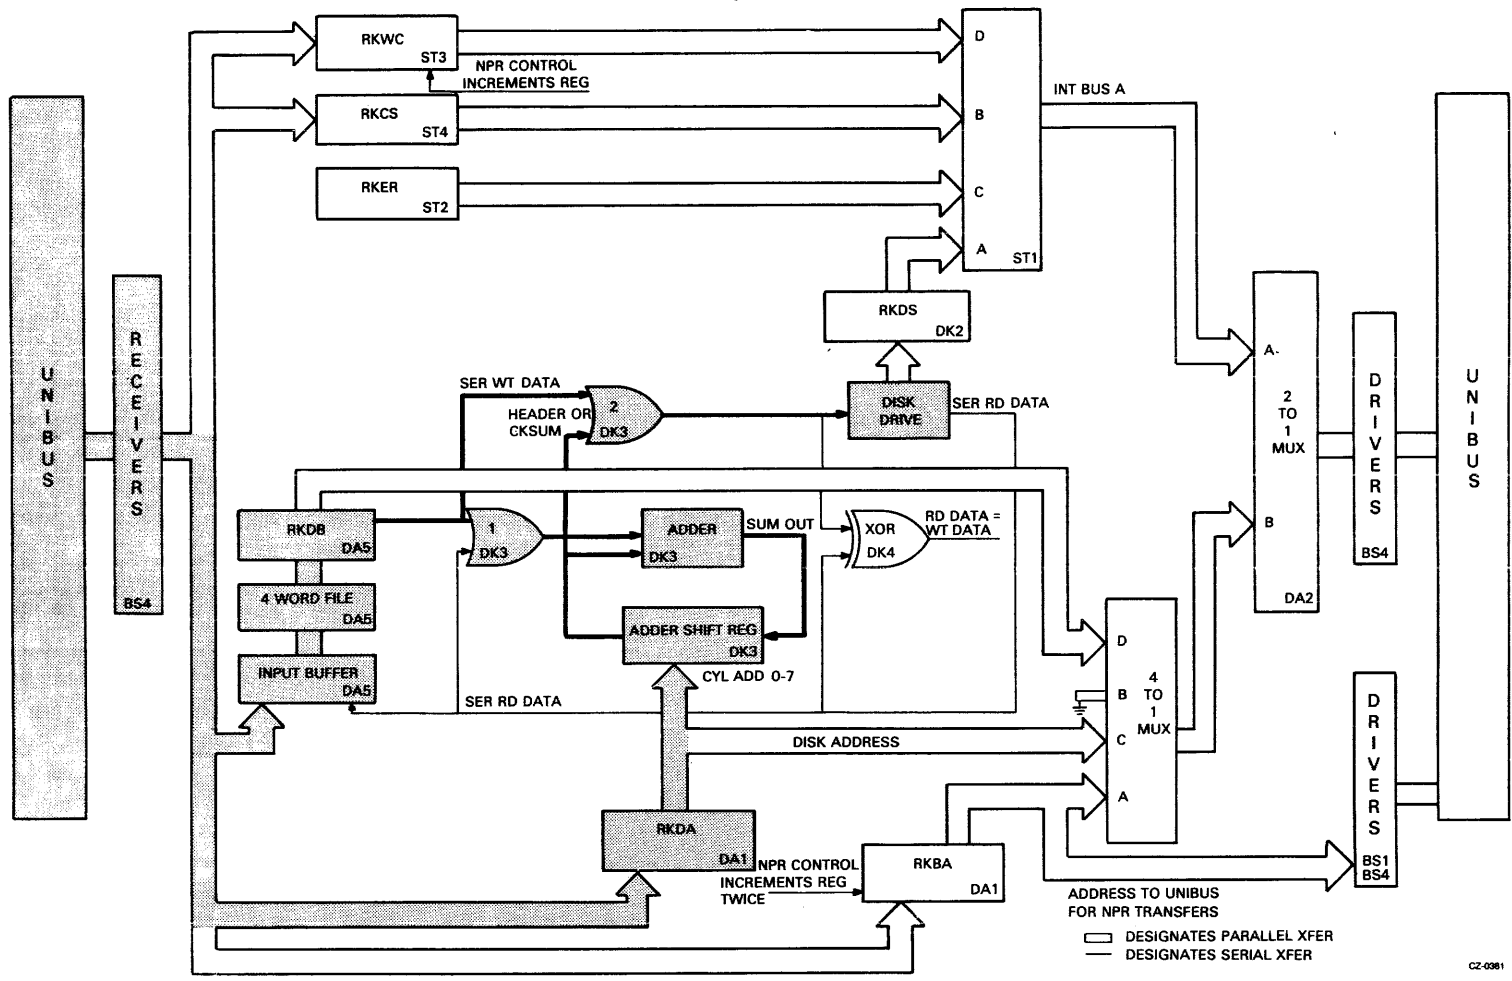 RKWC
ST3
D
NPR CONTROL
INCREMENTS REG
INT BUS A
RKCS
ST4
B
RKER
ST2
C
A
ST1
RKDS
DK2
UNIBUS
RECEIVERS
BS4
SER WT DATA
HEADER OR
CKSUM
2
DK3
DISK
DRIVE
SER RD DATA
A
2
TO
1
MUX
B
DA2
DRIVERS
BS4
UNIBUS
RKDB
DA5
1
DK3
ADDER
DK3
SUM OUT
XOR
DK4
RD DATA =
WT DATA
4 WORD FILE
DA5
ADDER SHIFT REG
DK3
INPUT BUFFER
DA5
CYL ADD 0-7
SER RD DATA
DISK ADDRESS
D
B
C
A
4
TO
1
MUX
DRIVERS
BS1
BS4
RKDA
DA1
NPR CONTROL
INCREMENTS REG
TWICE
RKBA
DA1
ADDRESS TO UNIBUS
FOR NPR TRANSFERS
DESIGNATES PARALLEL XFER
DESIGNATES SERIAL XFER
CZ-0381